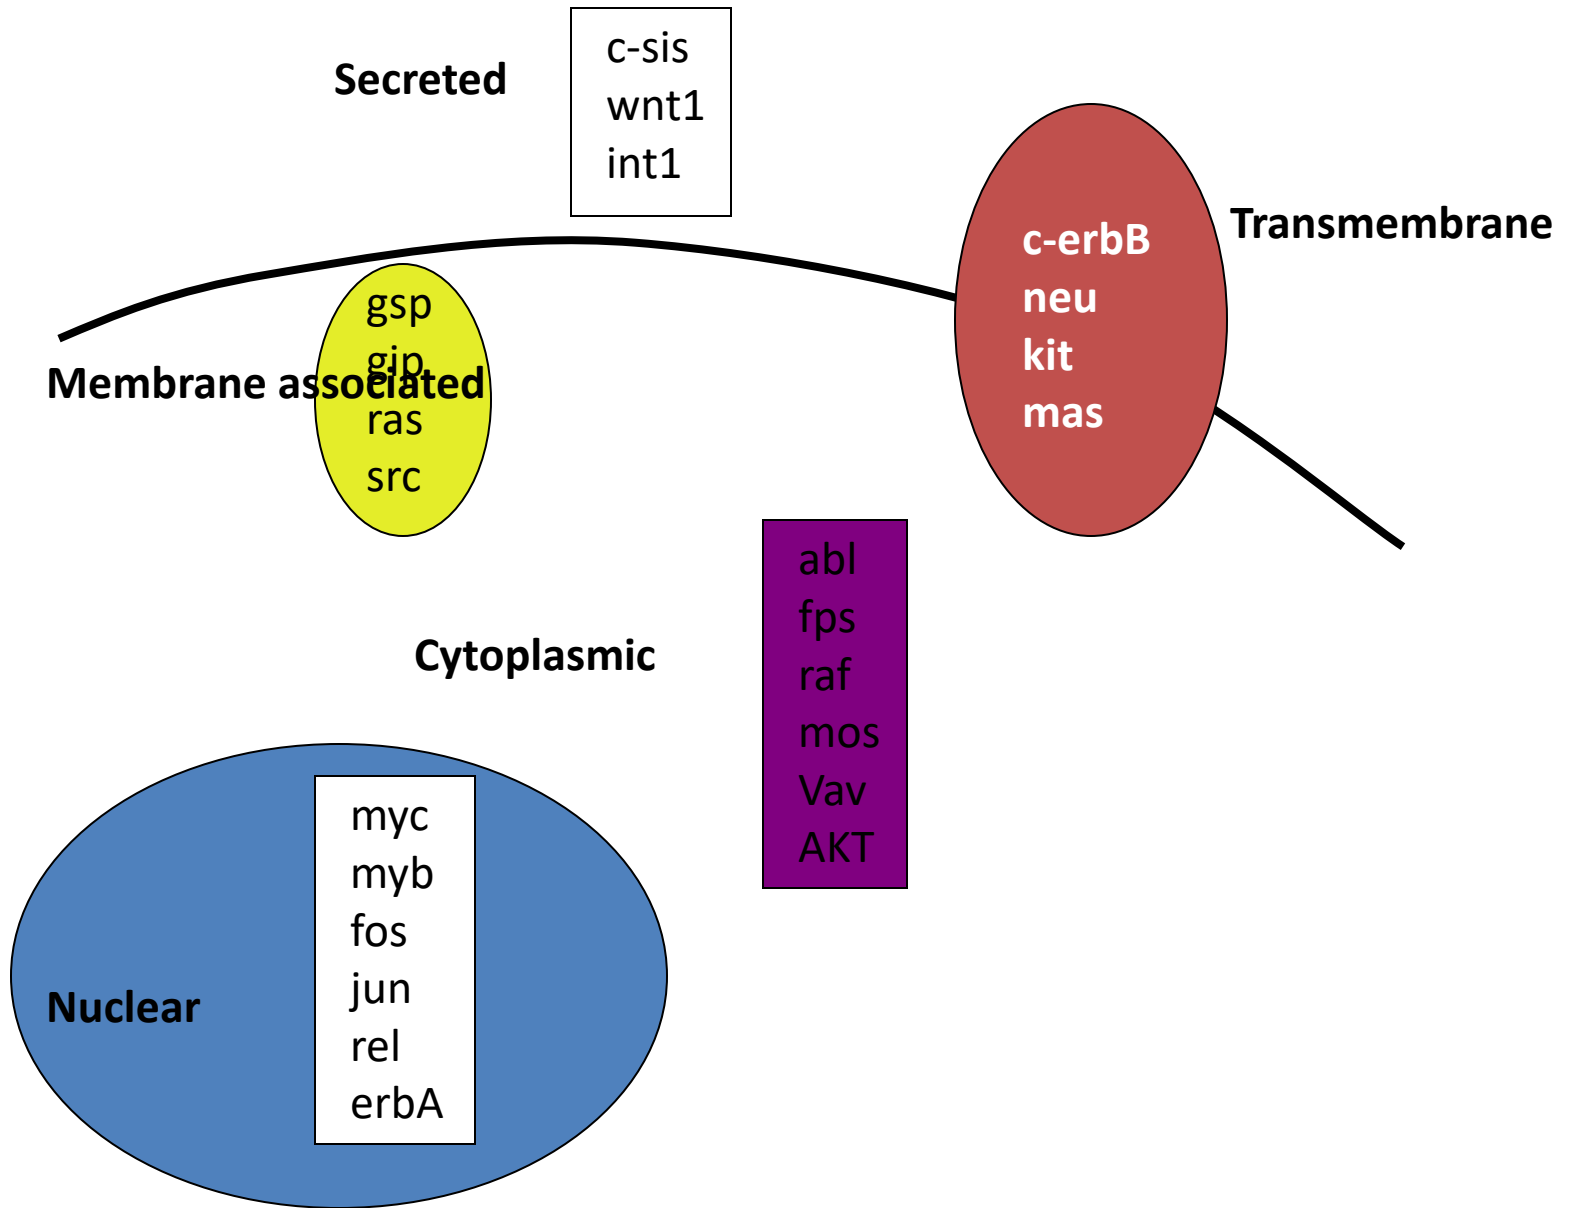 Secreted
c-sis
wnt1
int1
Transmembrane
c-erbB
neu
kit
mas
Membrane associated
gsp
gip
ras
src
Cytoplasmic
abl
fps
raf
mos
Vav
AKT
Nuclear
myc
myb
fos
jun
rel
erbA